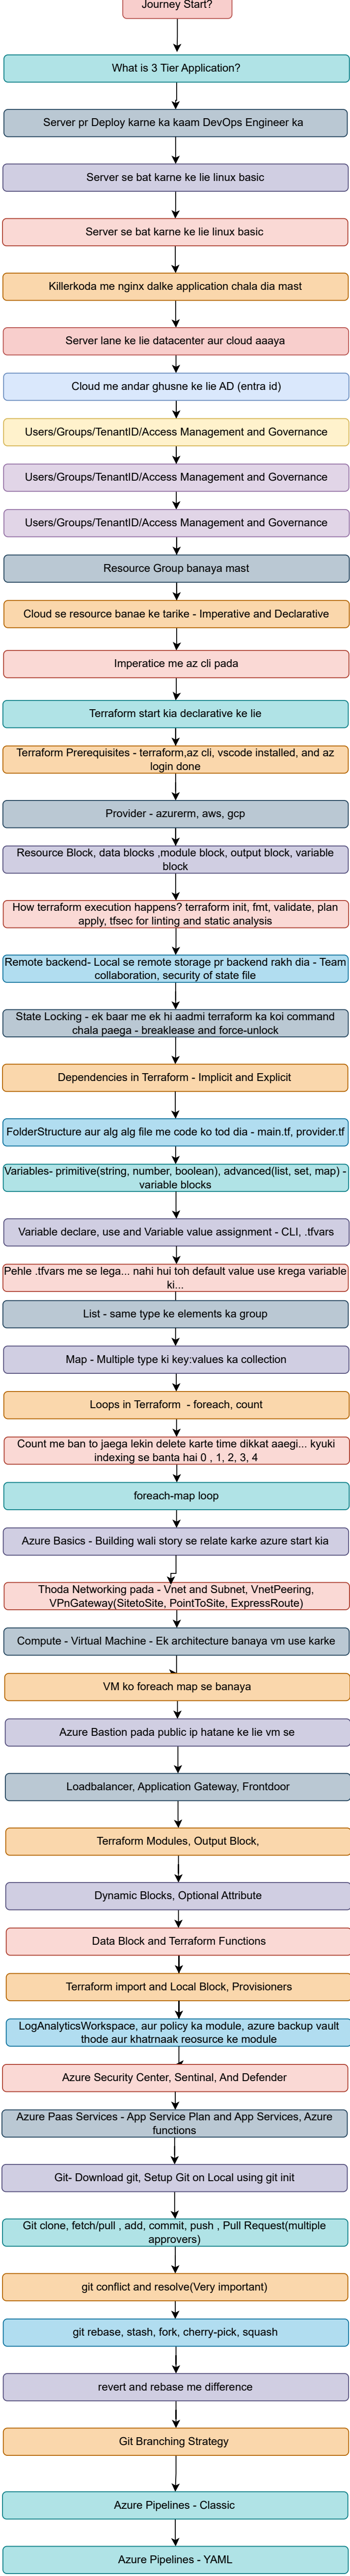 Journey Start?
What is 3 Tier Application?
Server pr Deploy karne ka kaam DevOps Engineer ka
Server se bat karne ke lie linux basic
Server se bat karne ke lie linux basic
Killerkoda me nginx dalke application chala dia mast
Server lane ke lie datacenter aur cloud aaaya
Cloud me andar ghusne ke lie AD (entra id)
Users/Groups/TenantID/Access Management and Governance
Users/Groups/TenantID/Access Management and Governance
Users/Groups/TenantID/Access Management and Governance
Resource Group banaya mast
Cloud se resource banae ke tarike - Imperative and Declarative
Imperatice me az cli pada
Terraform start kia declarative ke lie
Terraform Prerequisites - terraform,az cli, vscode installed, and az
login done
Provider - azurerm, aws, gcp
Resource Block, data blocks ,module block, output block, variable
block
How terraform execution happens? terraform init, fmt, validate, plan
apply, tfsec for linting and static analysis
Remote backend- Local se remote storage pr backend rakh dia - Team
collaboration, security of state file
State Locking - ek baar me ek hi aadmi terraform ka koi command
chala paega - breaklease and force-unlock
Dependencies in Terraform - Implicit and Explicit
FolderStructure aur alg alg file me code ko tod dia - main.tf, provider.tf
Variables- primitive(string, number, boolean), advanced(list, set, map) -
variable blocks
Variable declare, use and Variable value assignment - CLI, .tfvars
Pehle .tfvars me se lega... nahi hui toh default value use krega variable
ki...
List - same type ke elements ka group
Map - Multiple type ki key:values ka collection
Loops in Terraform - foreach, count
Count me ban to jaega lekin delete karte time dikkat aaegi... kyuki
indexing se banta hai 0 , 1, 2, 3, 4
foreach-map loop
Azure Basics - Building wali story se relate karke azure start kia
Thoda Networking pada - Vnet and Subnet, VnetPeering,
VPnGateway(SitetoSite, PointToSite, ExpressRoute)
Compute - Virtual Machine - Ek architecture banaya vm use karke
VM ko foreach map se banaya
Azure Bastion pada public ip hatane ke lie vm se
Loadbalancer, Application Gateway, Frontdoor
Terraform Modules, Output Block,
Dynamic Blocks, Optional Attribute
Data Block and Terraform Functions
Terraform import and Local Block, Provisioners
LogAnalyticsWorkspace, aur policy ka module, azure backup vault
thode aur khatrnaak reosurce ke module
Azure Security Center, Sentinal, And Defender
Azure Paas Services - App Service Plan and App Services, Azure
functions
Git- Download git, Setup Git on Local using git init
Git clone, fetch/pull , add, commit, push , Pull Request(multiple
approvers)
git conflict and resolve(Very important)
git rebase, stash, fork, cherry-pick, squash
revert and rebase me difference
Git Branching Strategy
Azure Pipelines - Classic
Azure Pipelines - YAML